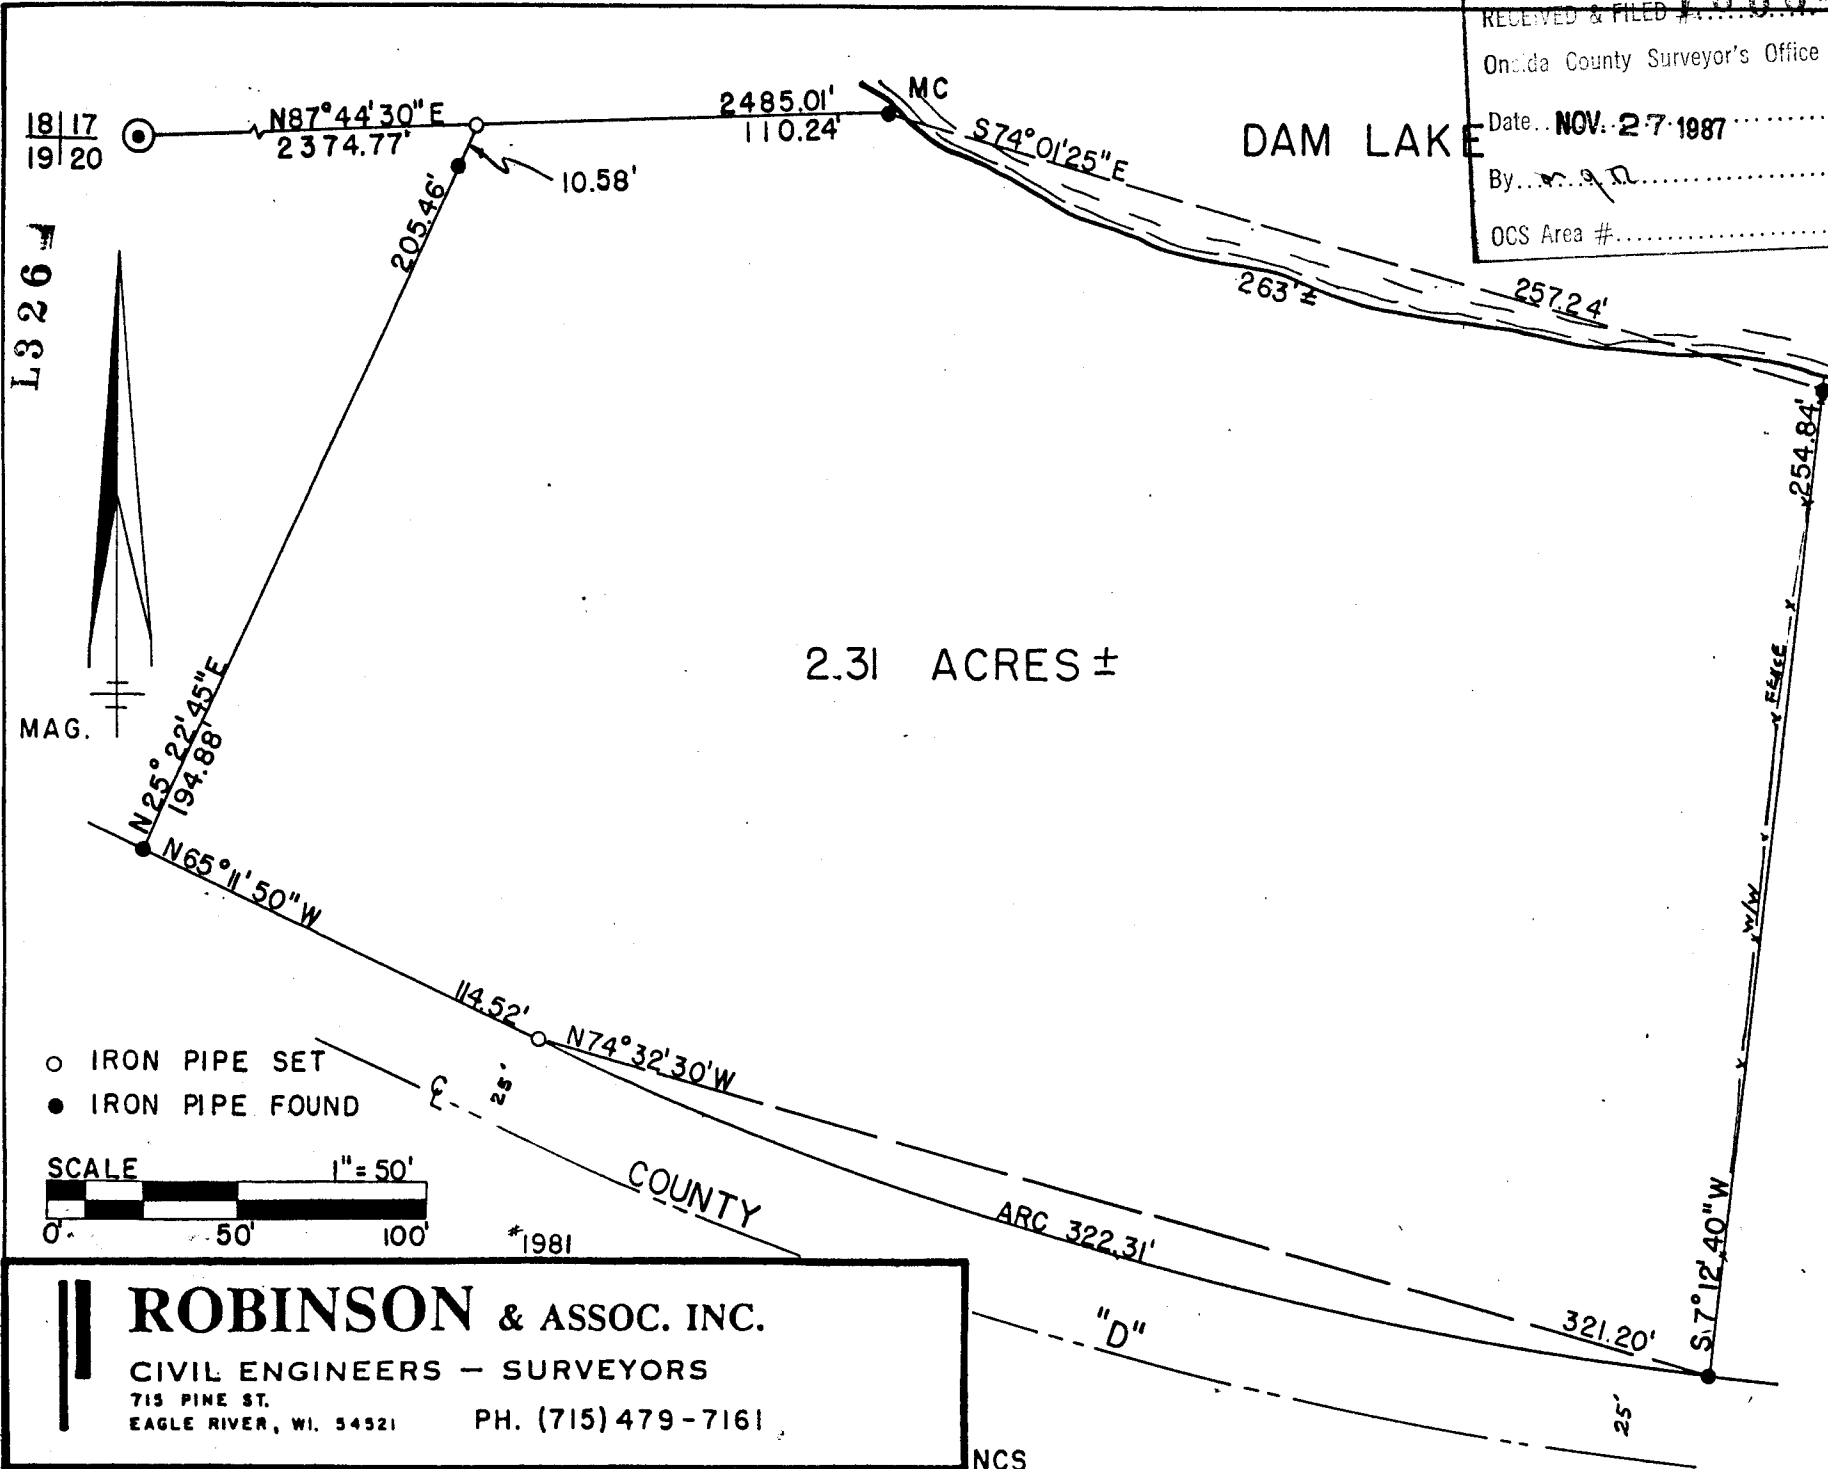 RECEIVED & FILED #
Oneida County Surveyor's Office
Date.. NOV. 27 1987
By
OCS Area #
MC
18|17
19|20
N87°44'30"E
2374.77'
2485.01'
110.24'
10.58'
S74°01'25"E
DAM LAKE
263'±
257.24'
205.46'
L3267
254.84'
FENCE
W/W
2.31 ACRES ±
MAG.
N25°22'45"E
194.88'
N65°11'50"W
114.52'
N74°32'30'W
○ IRON PIPE SET
● IRON PIPE FOUND
℄
25'
SCALE 1"=50'
0' 50' 100'
COUNTY
"D"
ARC 322.31'
321.20'
S.7°12'40"W
25'
#1981
ROBINSON & ASSOC. INC.
CIVIL ENGINEERS — SURVEYORS
715 PINE ST.
EAGLE RIVER, WI. 54521
PH. (715) 479-7161
NCS